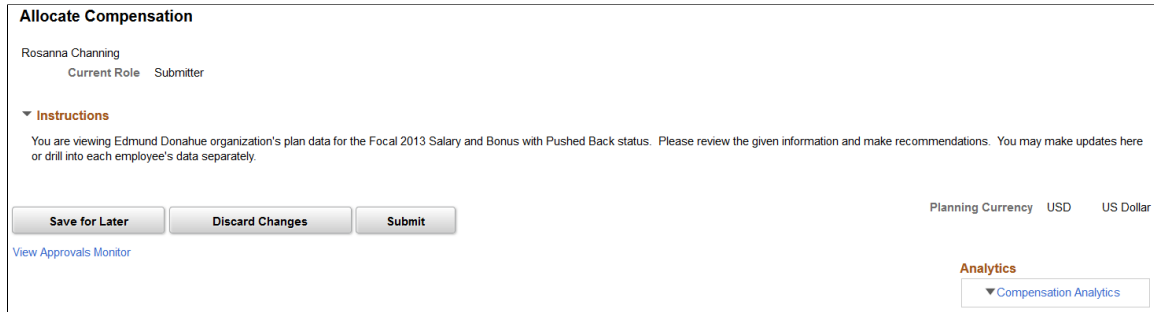 Allocate Compensation
Rosanna Channing
Current Role Submitter
Instructions
You are viewing Edmund Donahue organization's plan data for the Focal 2013 Salary and Bonus with Pushed Back status. Please review the given information and make recommendations. You may make updates here
or drill into each employee's data separately.
Planning Currency USD US Dollar
Save for Later Discard Changes Submit
View Approvals Monitor
Analytics
Compensation Analytics